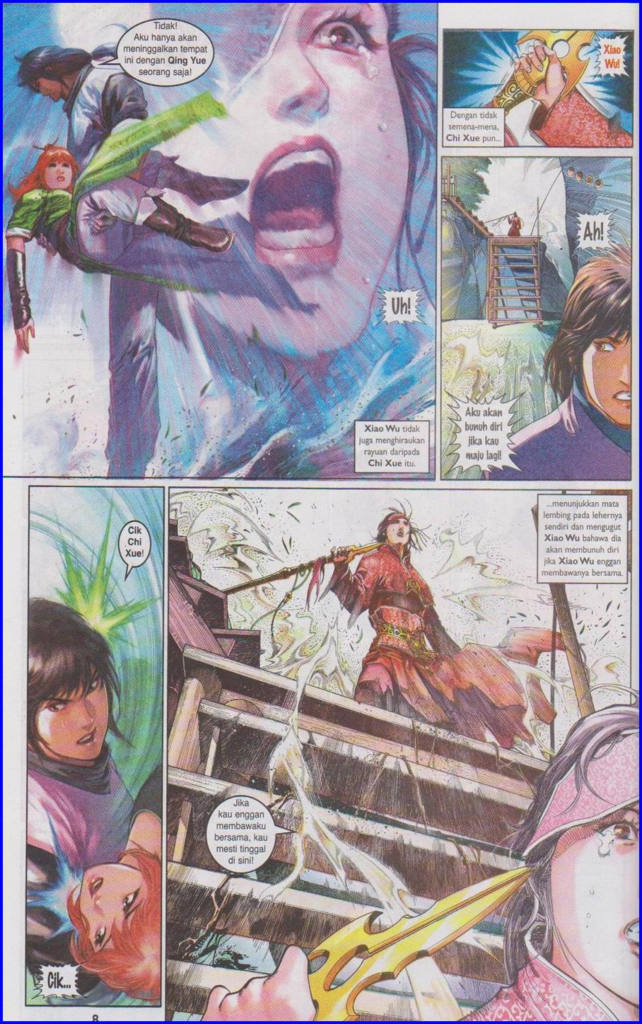 Tidak!
Aku hanya akan
meninggalkan tempat
ini dengan Qing Yue
seorang saja!
Uh!
Xiao Wu tidak
juga menghiraukan
rayuan daripada
Chi Xue itu.
Xiao
Wu!
Dengan tidak
semena-mena,
Chi Xue pun...
Ah!
Aku akan
bunuh diri
jika kau
maju lagi!
Cik
Chi
Xue!
Cik...
...menunjukkan mata
lembing pada lehernya
sendiri dan mengugut
Xiao Wu bahawa dia
akan membunuh diri
jika Xiao Wu enggan
membawanya bersama.
Jika
kau enggan
membawaku
bersama, kau
mesti tinggal
di sini!
8